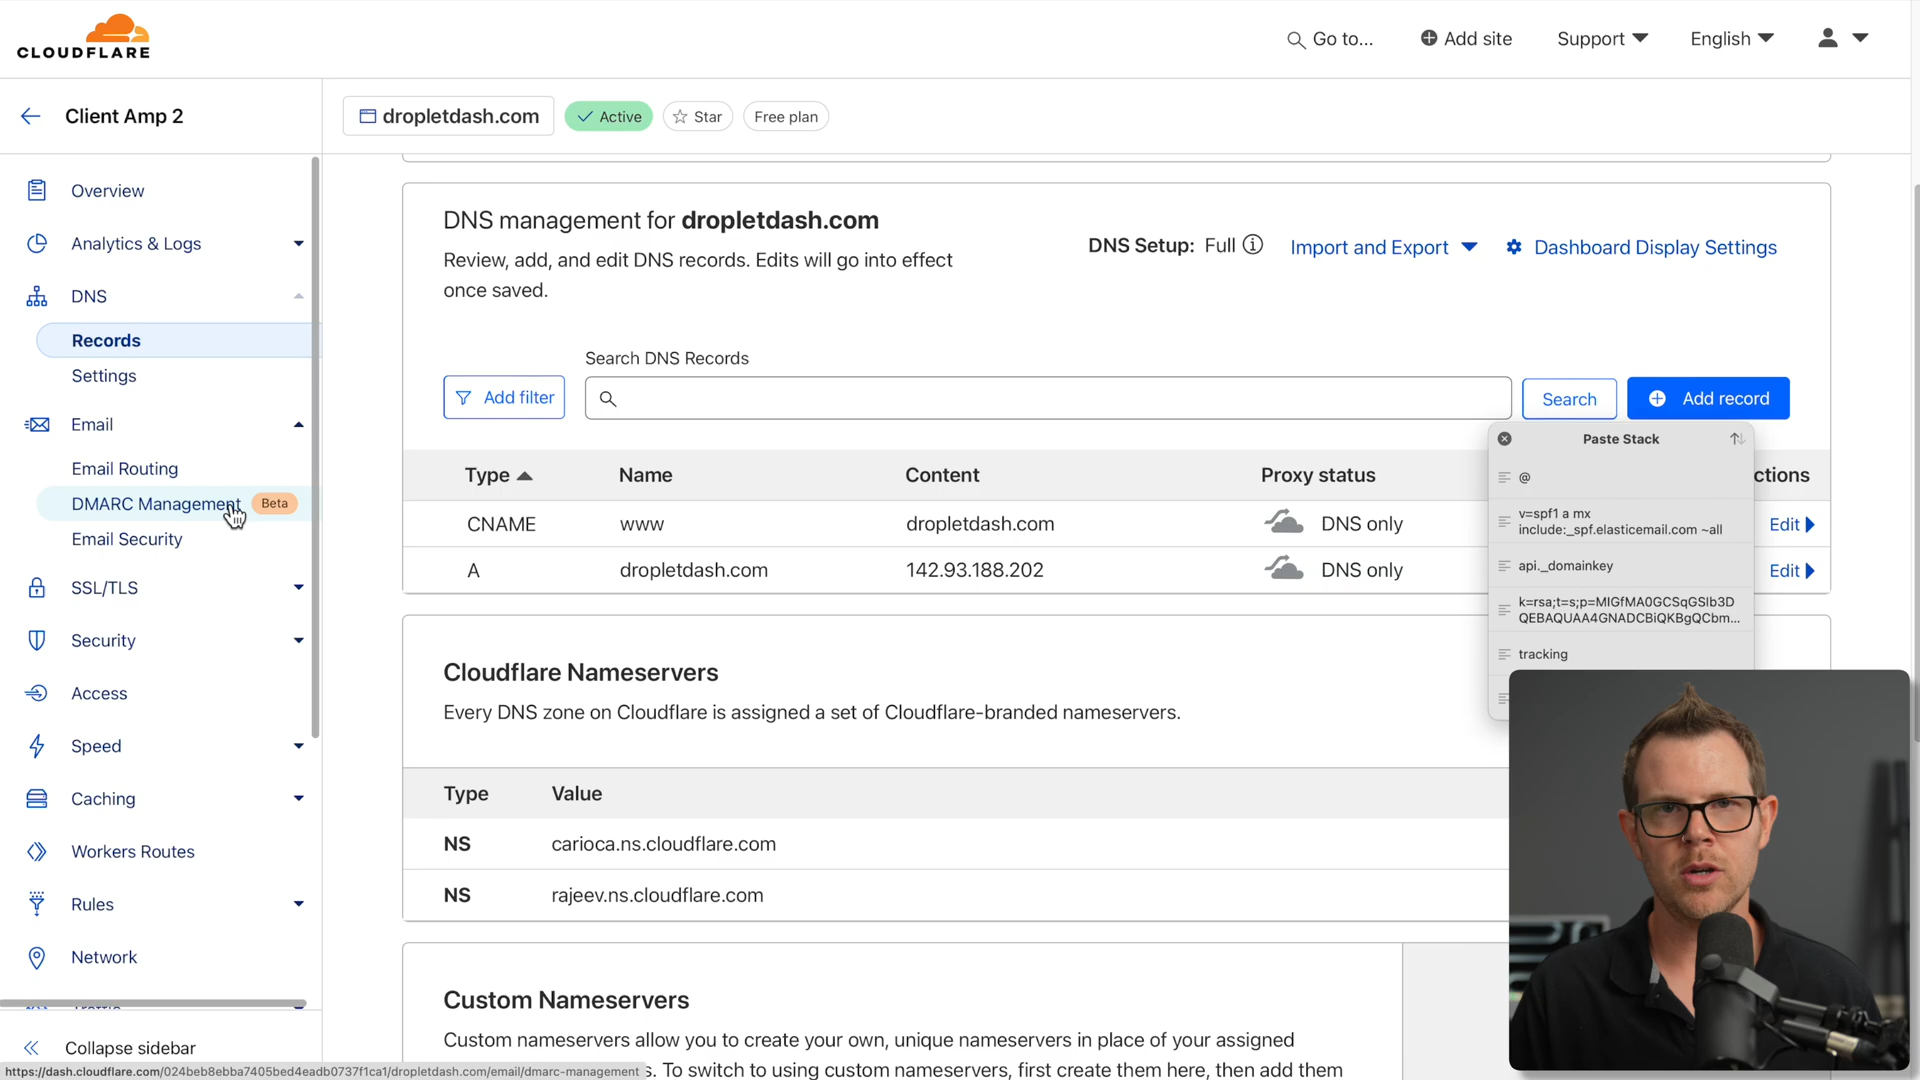 CLOUDFLARE
Go to...
Add site
Support
English
Client Amp 2
dropletdash.com
Active
Star
Free plan
Overview
Analytics & Logs
DNS
Records
Settings
Email
Email Routing
DMARC Management
Beta
Email Security
SSL/TLS
Security
Access
Speed
Caching
Workers Routes
Rules
Network
Collapse sidebar
DNS management for dropletdash.com
Review, add, and edit DNS records. Edits will go into effect
once saved.
DNS Setup: Full
Import and Export
Dashboard Display Settings
Search DNS Records
Add filter
Search
Add record
Type Name Content Proxy status ctions
CNAME www dropletdash.com DNS only Edit
A dropletdash.com 142.93.188.202 DNS only Edit
Paste Stack
@
v=spf1 a mx
include:_spf.elasticemail.com ~all
api._domainkey
k=rsa;t=s;p=MIGfMA0GCSqGSIb3D
QEBAQUAA4GNADCBiQKBgQCbm...
tracking
Cloudflare Nameservers
Every DNS zone on Cloudflare is assigned a set of Cloudflare-branded nameservers.
Type Value
NS carioca.ns.cloudflare.com
NS rajeev.ns.cloudflare.com
Custom Nameservers
Custom nameservers allow you to create your own, unique nameservers in place of your assigned
s. To switch to using custom nameservers, first create them here, then add them
https://dash.cloudflare.com/024beb8ebba7405bed4eadb0737f1ca1/dropletdash.com/email/dmarc-management